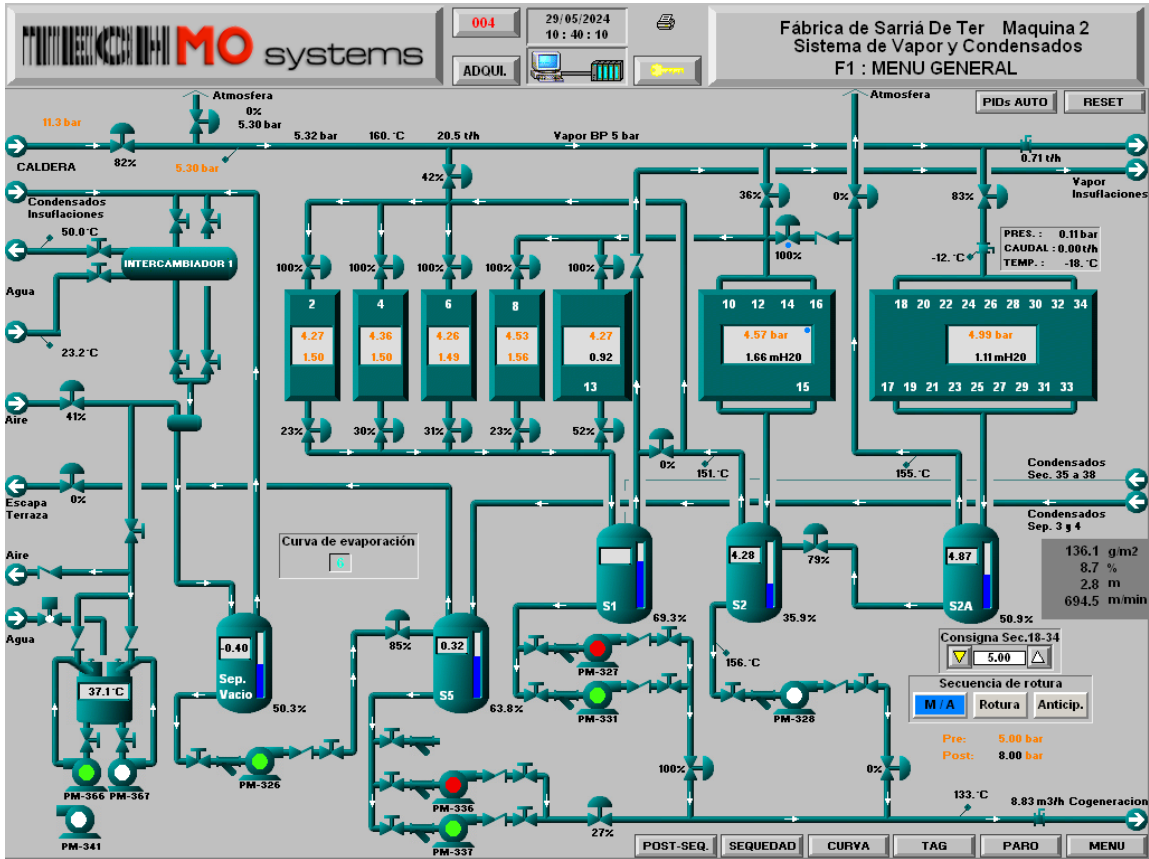 TECHMO systems
004
29/05/2024
10:40:10
ADQUI.
Fábrica de Sarriá De Ter Maquina 2
Sistema de Vapor y Condensados
F1 : MENU GENERAL
PIDs AUTO
RESET
Atmosfera
0%
5.30 bar
Atmosfera
11.3 bar
82%
CALDERA
5.30 bar
5.32 bar
160.°C
20.5 t/h
Vapor BP 5 bar
0.71 t/h
Vapor
Insuflaciones
42%
36%
0%
83%
Condensados
Insuflaciones
50.0°C
INTERCAMBIADOR 1
Agua
23.2°C
100%
100%
100%
100%
100%
100%
-12.°C
PRES. : 0.11 bar
CAUDAL : 0.00 t/h
TEMP. : -18.°C
2
4.27
1.50
4
4.36
1.50
6
4.26
1.49
8
4.53
1.56
4.27
0.92
13
10 12 14 16
4.57 bar
1.66 mH20
15
18 20 22 24 26 28 30 32 34
4.99 bar
1.11 mH20
17 19 21 23 25 27 29 31 33
Aire
41%
23%
30%
31%
23%
52%
0%
151.°C
155.°C
Condensados
Sec. 35 a 38
Escapa
Terraza
0%
Condensados
Sep. 3 y 4
Curva de evaporación
6
Aire
Agua
S1
69.3%
4.28
S2
35.9%
79%
4.87
S2A
50.9%
136.1 g/m2
8.7 %
2.8 m
694.5 m/min
-0.40
Sep.
Vacio
50.3%
85%
0.32
S5
63.8%
PM-327
PM-331
156.°C
PM-328
Consigna Sec.18-34
5.00
Secuencia de rotura
M / A
Rotura
Anticip.
Pre: 5.00 bar
Post: 8.00 bar
37.1°C
PM-366
PM-367
PM-341
PM-326
PM-336
PM-337
100%
0%
27%
133.°C
8.83 m3/h Cogeneracion
POST-SEQ.
SEQUEDAD
CURVA
TAG
PARO
MENU